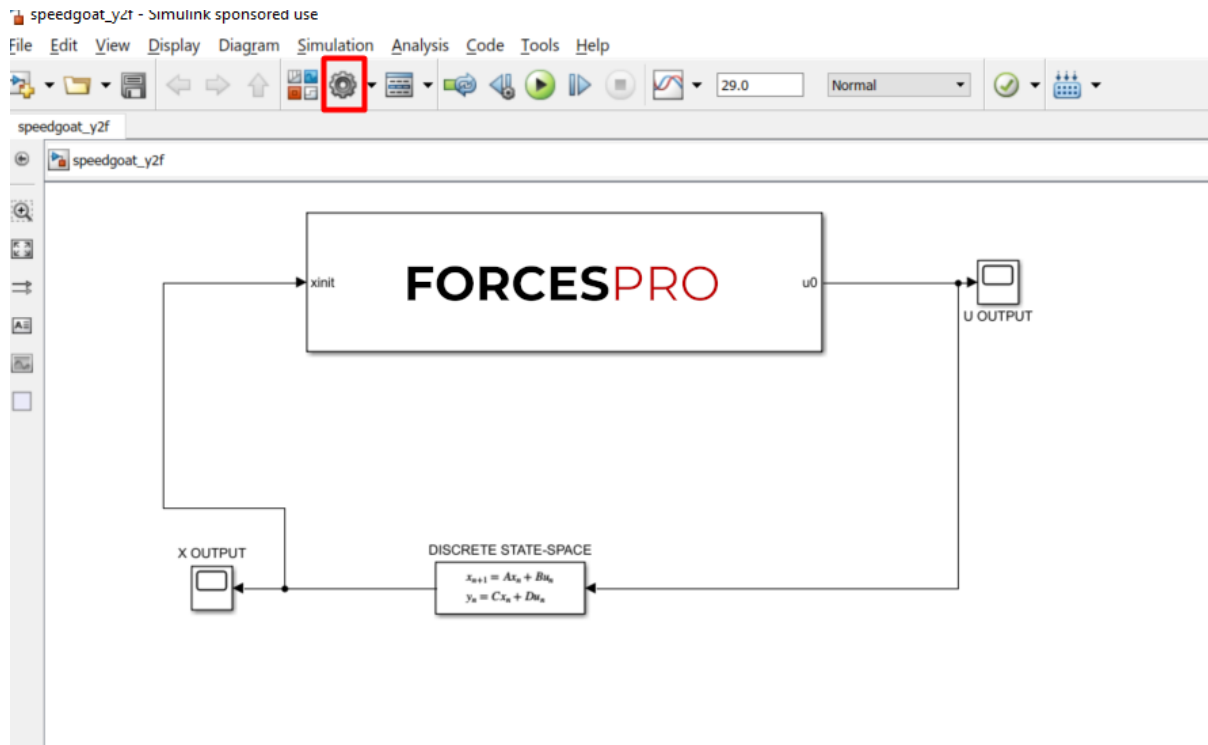 speedgoat_y2f - Simulink sponsored use
File Edit View Display Diagram Simulation Analysis Code Tools Help
29.0 Normal
speedgoat_y2f
speedgoat_y2f
xinit FORCESPRO u0
U OUTPUT
X OUTPUT
DISCRETE STATE-SPACE
xₙ₊₁ = Axₙ + Buₙ
yₙ = Cxₙ + Duₙ